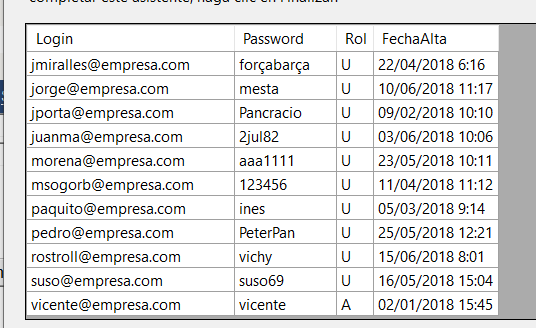 completar este asistente, haga clic en Finalizar.
Login Password Rol FechaAlta
jmiralles@empresa.com forçabarça U 22/04/2018 6:16
jorge@empresa.com mesta U 10/06/2018 11:17
jporta@empresa.com Pancracio U 09/02/2018 10:10
juanma@empresa.com 2jul82 U 03/06/2018 10:06
morena@empresa.com aaa1111 U 23/05/2018 10:11
msogorb@empresa.com 123456 U 11/04/2018 11:12
paquito@empresa.com ines U 05/03/2018 9:14
pedro@empresa.com PeterPan U 25/05/2018 12:21
rostroll@empresa.com vichy U 15/06/2018 8:01
suso@empresa.com suso69 U 16/05/2018 15:04
vicente@empresa.com vicente A 02/01/2018 15:45